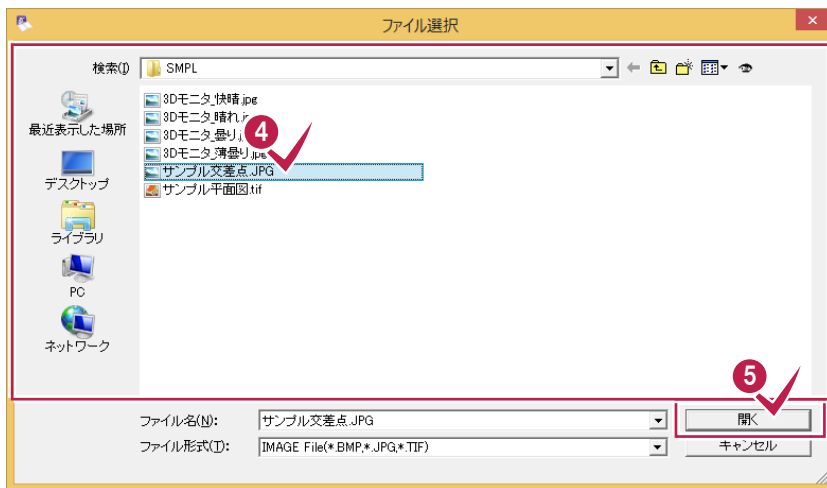 ファイル選択
検索(I)
SMPL
最近表示した場所
デスクトップ
ライブラリ
PC
ネットワーク
3Dモニタ_快晴.jpg
3Dモニタ_晴れ.j
3Dモニタ_曇り.j
3Dモニタ_薄曇り.jpg
サンプル交差点.JPG
サンプル平面図.tif
4
5
ファイル名(N):
サンプル交差点.JPG
開く
ファイル形式(T):
IMAGE File(*.BMP,*.JPG,*.TIF)
キャンセル